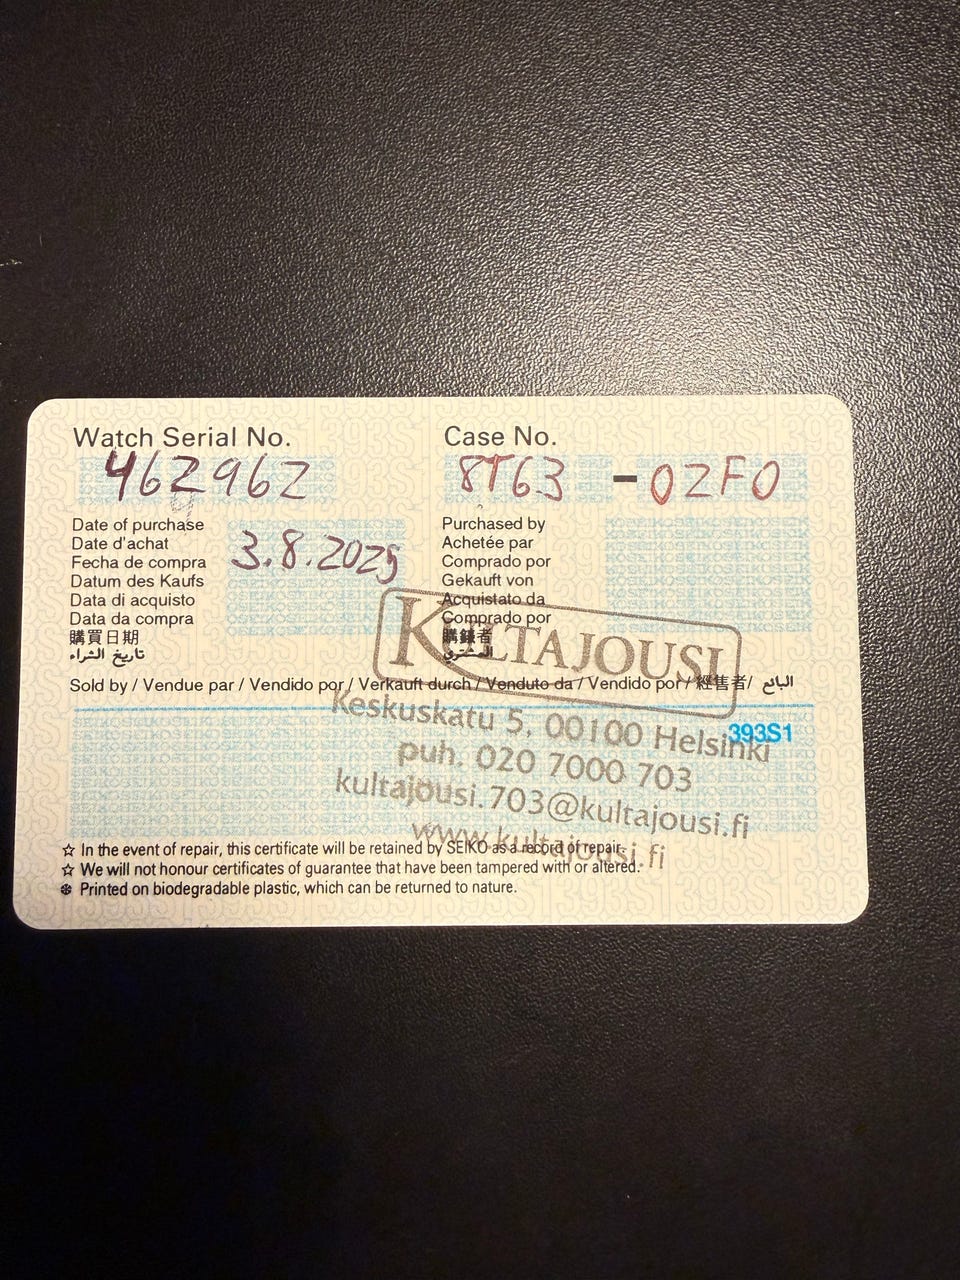 Watch Serial No.
462962
Case No.
8T63 - 02F0
Date of purchase
Date d'achat
Fecha de compra
Datum des Kaufs
Data di acquisto
Data da compra
購買日期
تاريخ الشراء
3.8.2025
Purchased by
Achetée par
Comprado por
Gekauft von
Acquistato da
Comprado por
المشتري
KULTAJOUSI
Sold by / Vendue par / Vendido por / Verkauft durch / Venduto da / Vendido por / 經售者 / البائع
Keskuskatu 5, 00100 Helsinki
393S1
puh. 020 7000 703
kultajousi.703@kultajousi.fi
www.kultajousi.fi
☆ In the event of repair, this certificate will be retained by SEIKO as a record of repair.
☆ We will not honour certificates of guarantee that have been tampered with or altered.
❆ Printed on biodegradable plastic, which can be returned to nature.